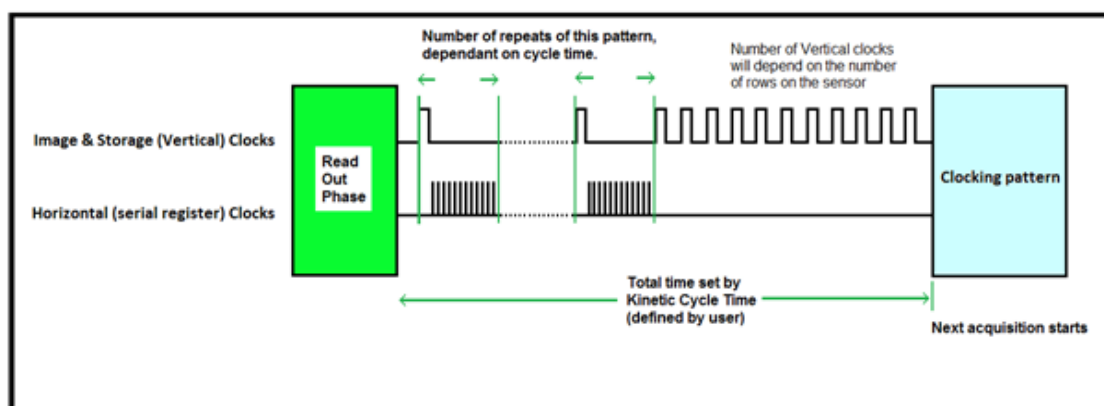 Number of repeats of this pattern,
dependant on cycle time.
Number of Vertical clocks
will depend on the number
of rows on the sensor
Image & Storage (Vertical) Clocks
Read
Out
Phase
Clocking pattern
Horizontal (serial register) Clocks
Total time set by
Kinetic Cycle Time
(defined by user)
Next acquisition starts